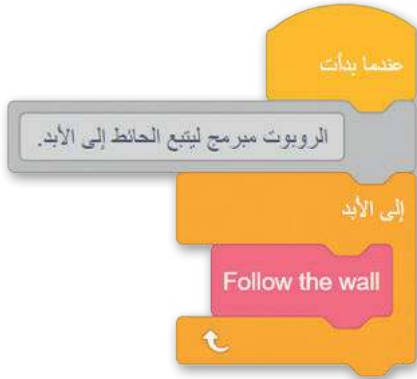 عندما بدأت
الروبوت مبرمج ليتبع الحائط إلى الأبد.
إلى الأبد
Follow the wall